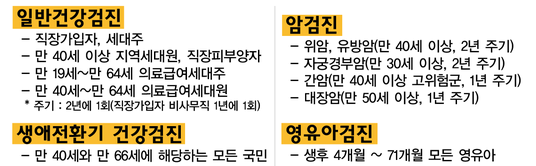 일반건강검진
- 직장가입자, 세대주
- 만 40세 이상 지역세대원, 직장피부양자
- 만 19세~만 64세 의료급여세대주
- 만 40세~만 64세 의료급여세대원
* 주기 : 2년에 1회(직장가입자 비사무직 1년에 1회)
생애전환기 건강검진
- 만 40세와 만 66세에 해당하는 모든 국민
암검진
- 위암, 유방암(만 40세 이상, 2년 주기)
- 자궁경부암(만 30세 이상, 2년 주기)
- 간암(만 40세 이상 고위험군, 1년 주기)
- 대장암(만 50세 이상, 1년 주기)
영유아검진
- 생후 4개월 ~ 71개월 모든 영유아